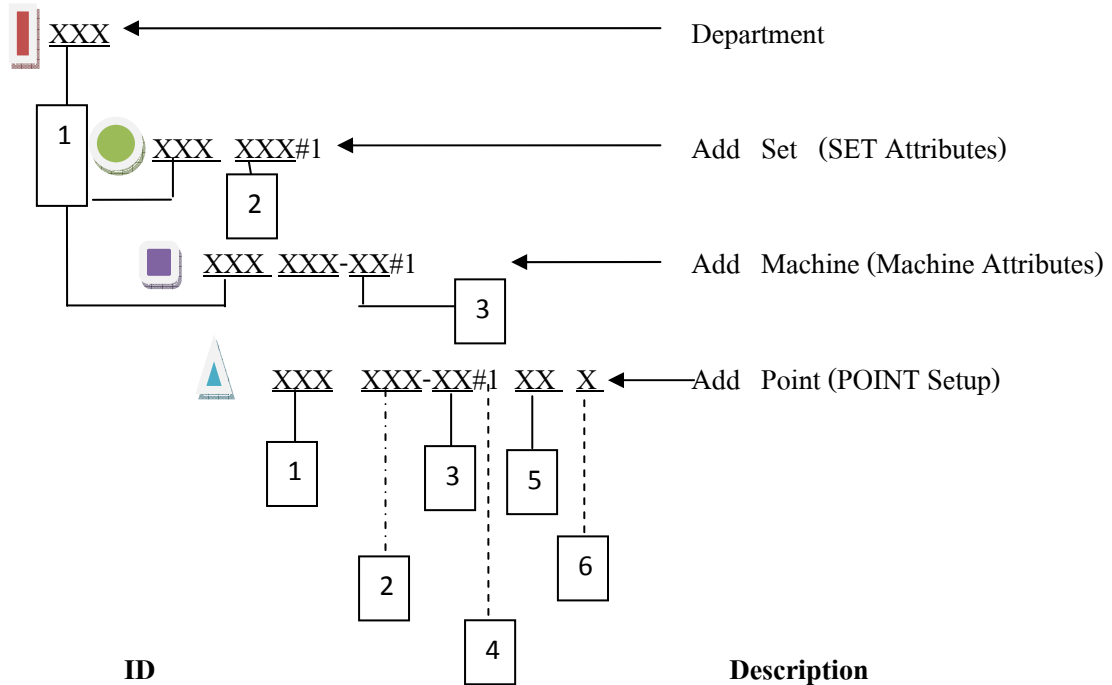 XXX Department
1
XXX XXX#1 Add Set (SET Attributes)
2
XXX XXX-XX#1 Add Machine (Machine Attributes)
3
XXX XXX-XX#1 XX X Add Point (POINT Setup)
1 3 5
2 6
4
ID Description